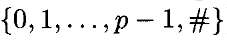 {0, 1, . . . , p − 1, #}